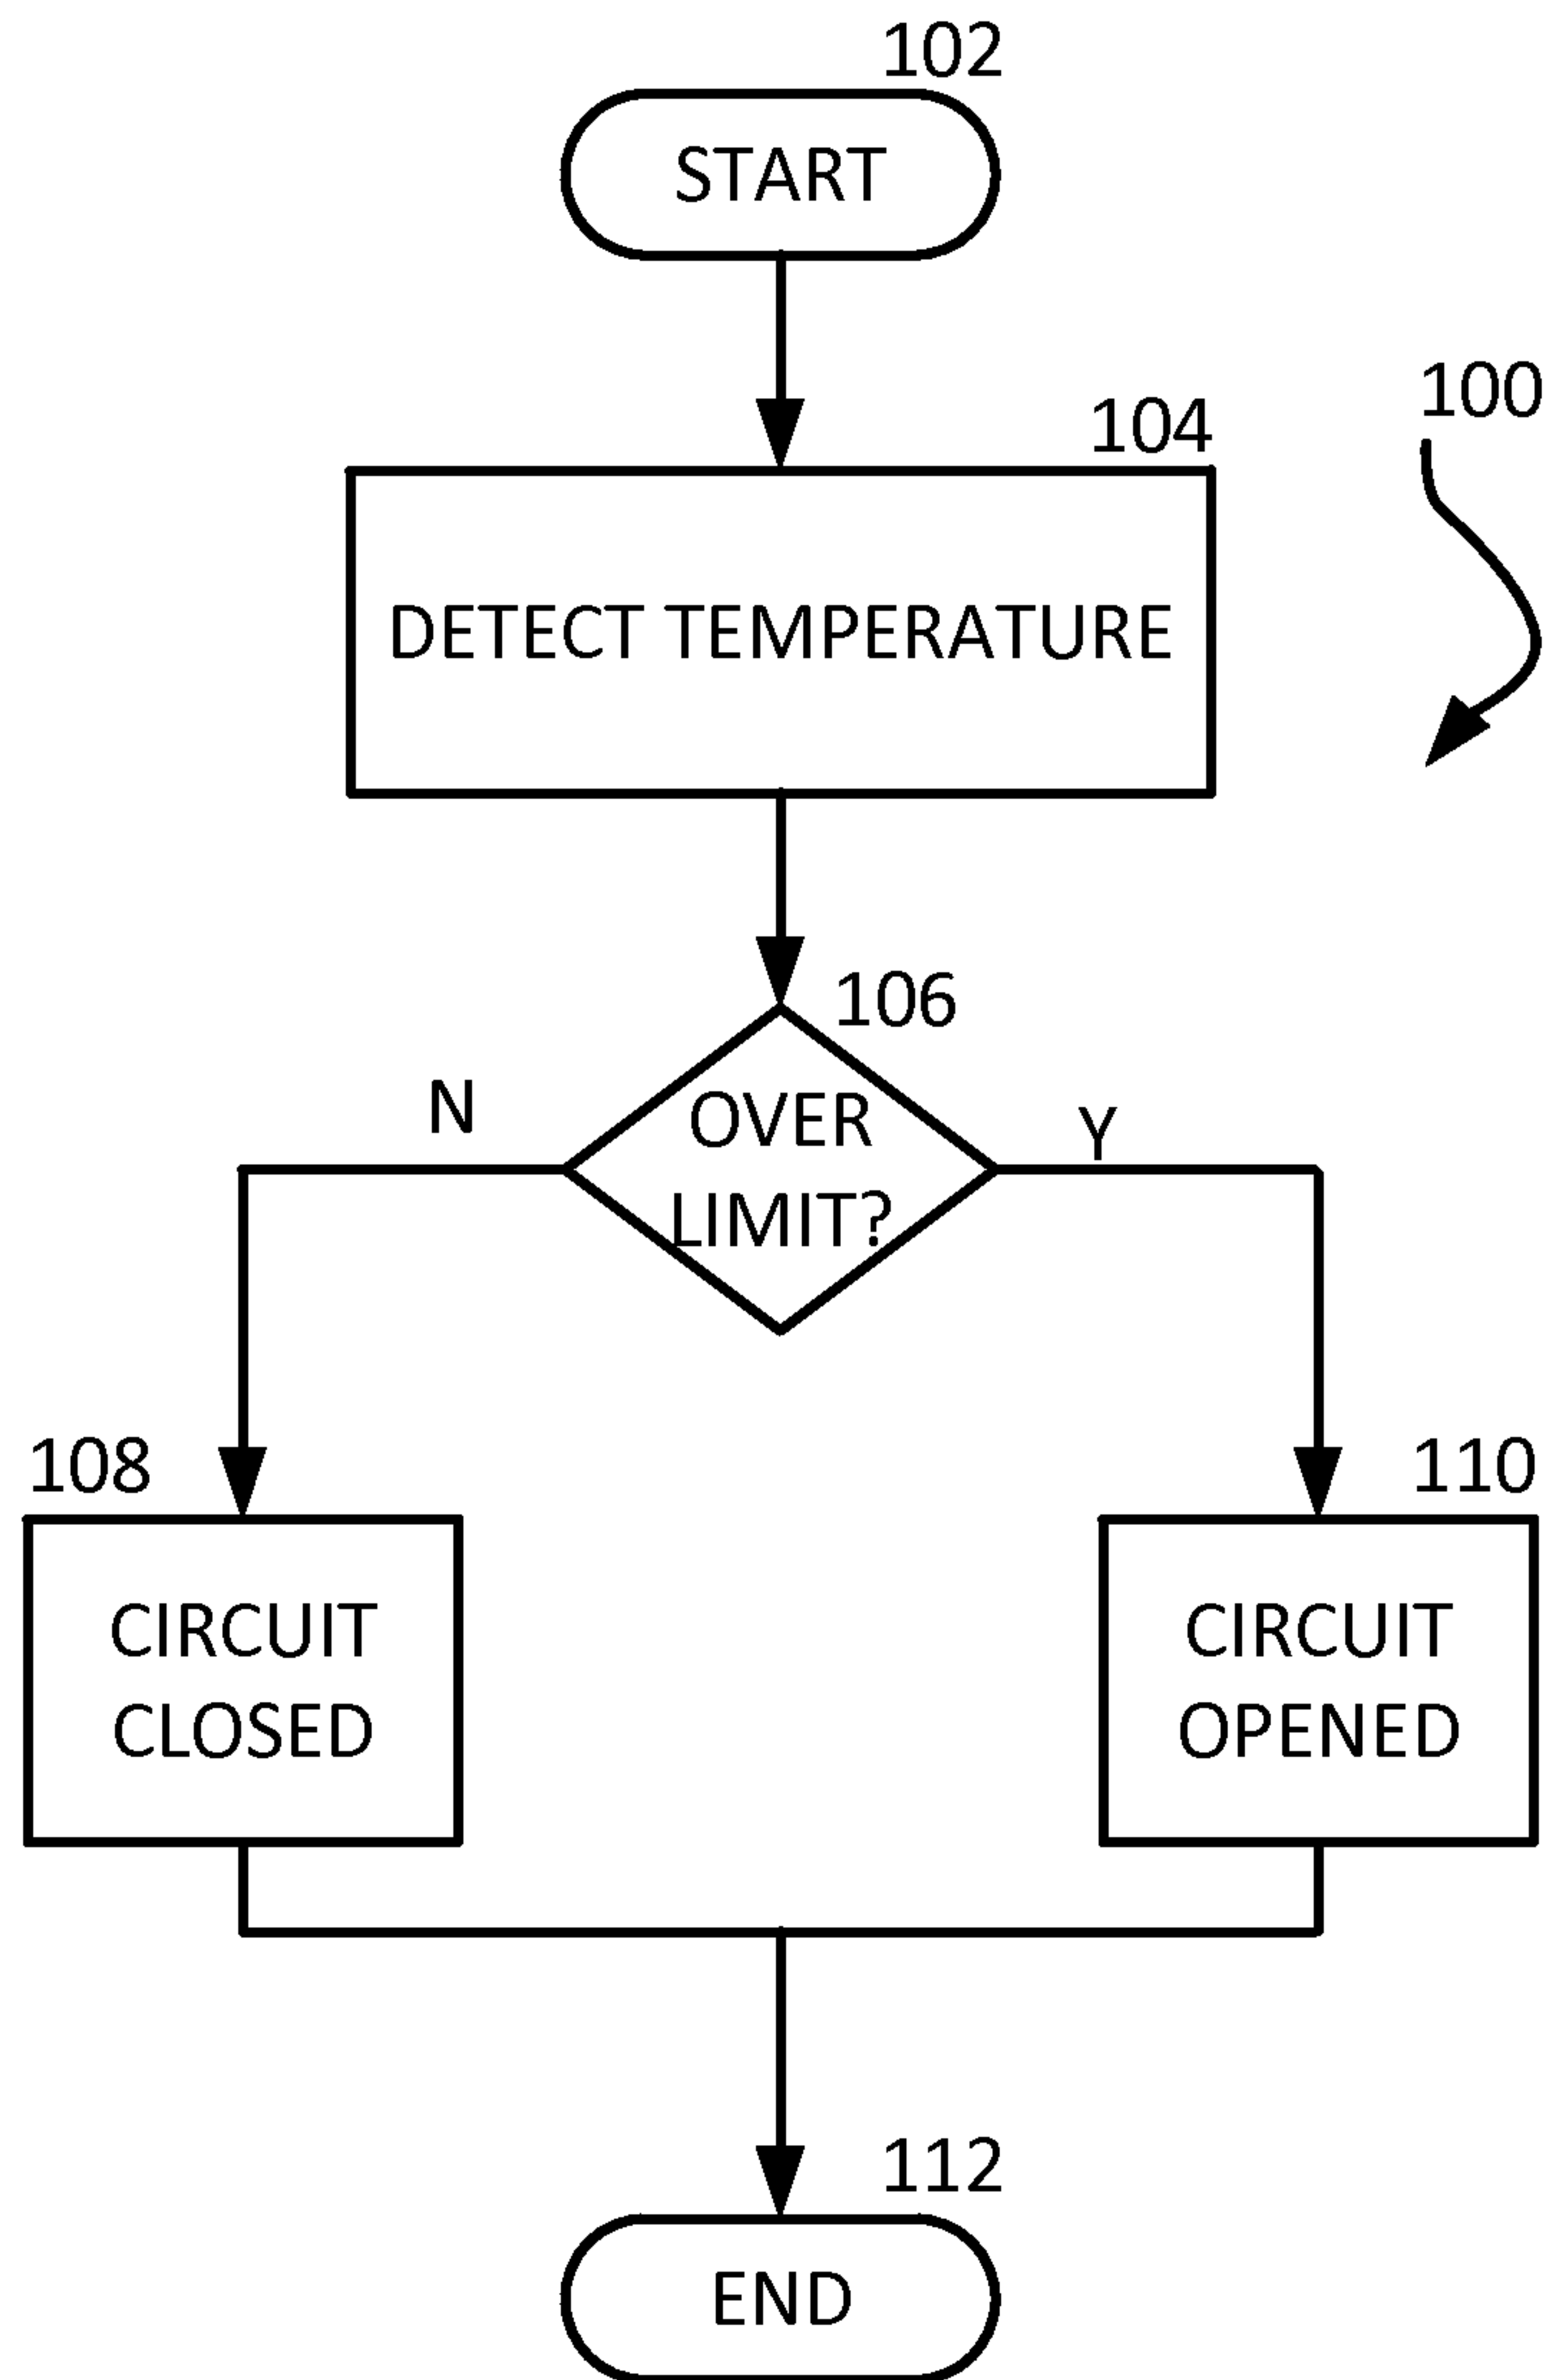 102
START
100
104
DETECT TEMPERATURE
106
N
OVER
Y
LIMIT?
108
110
CIRCUIT
CLOSED
CIRCUIT
OPENED
112
END